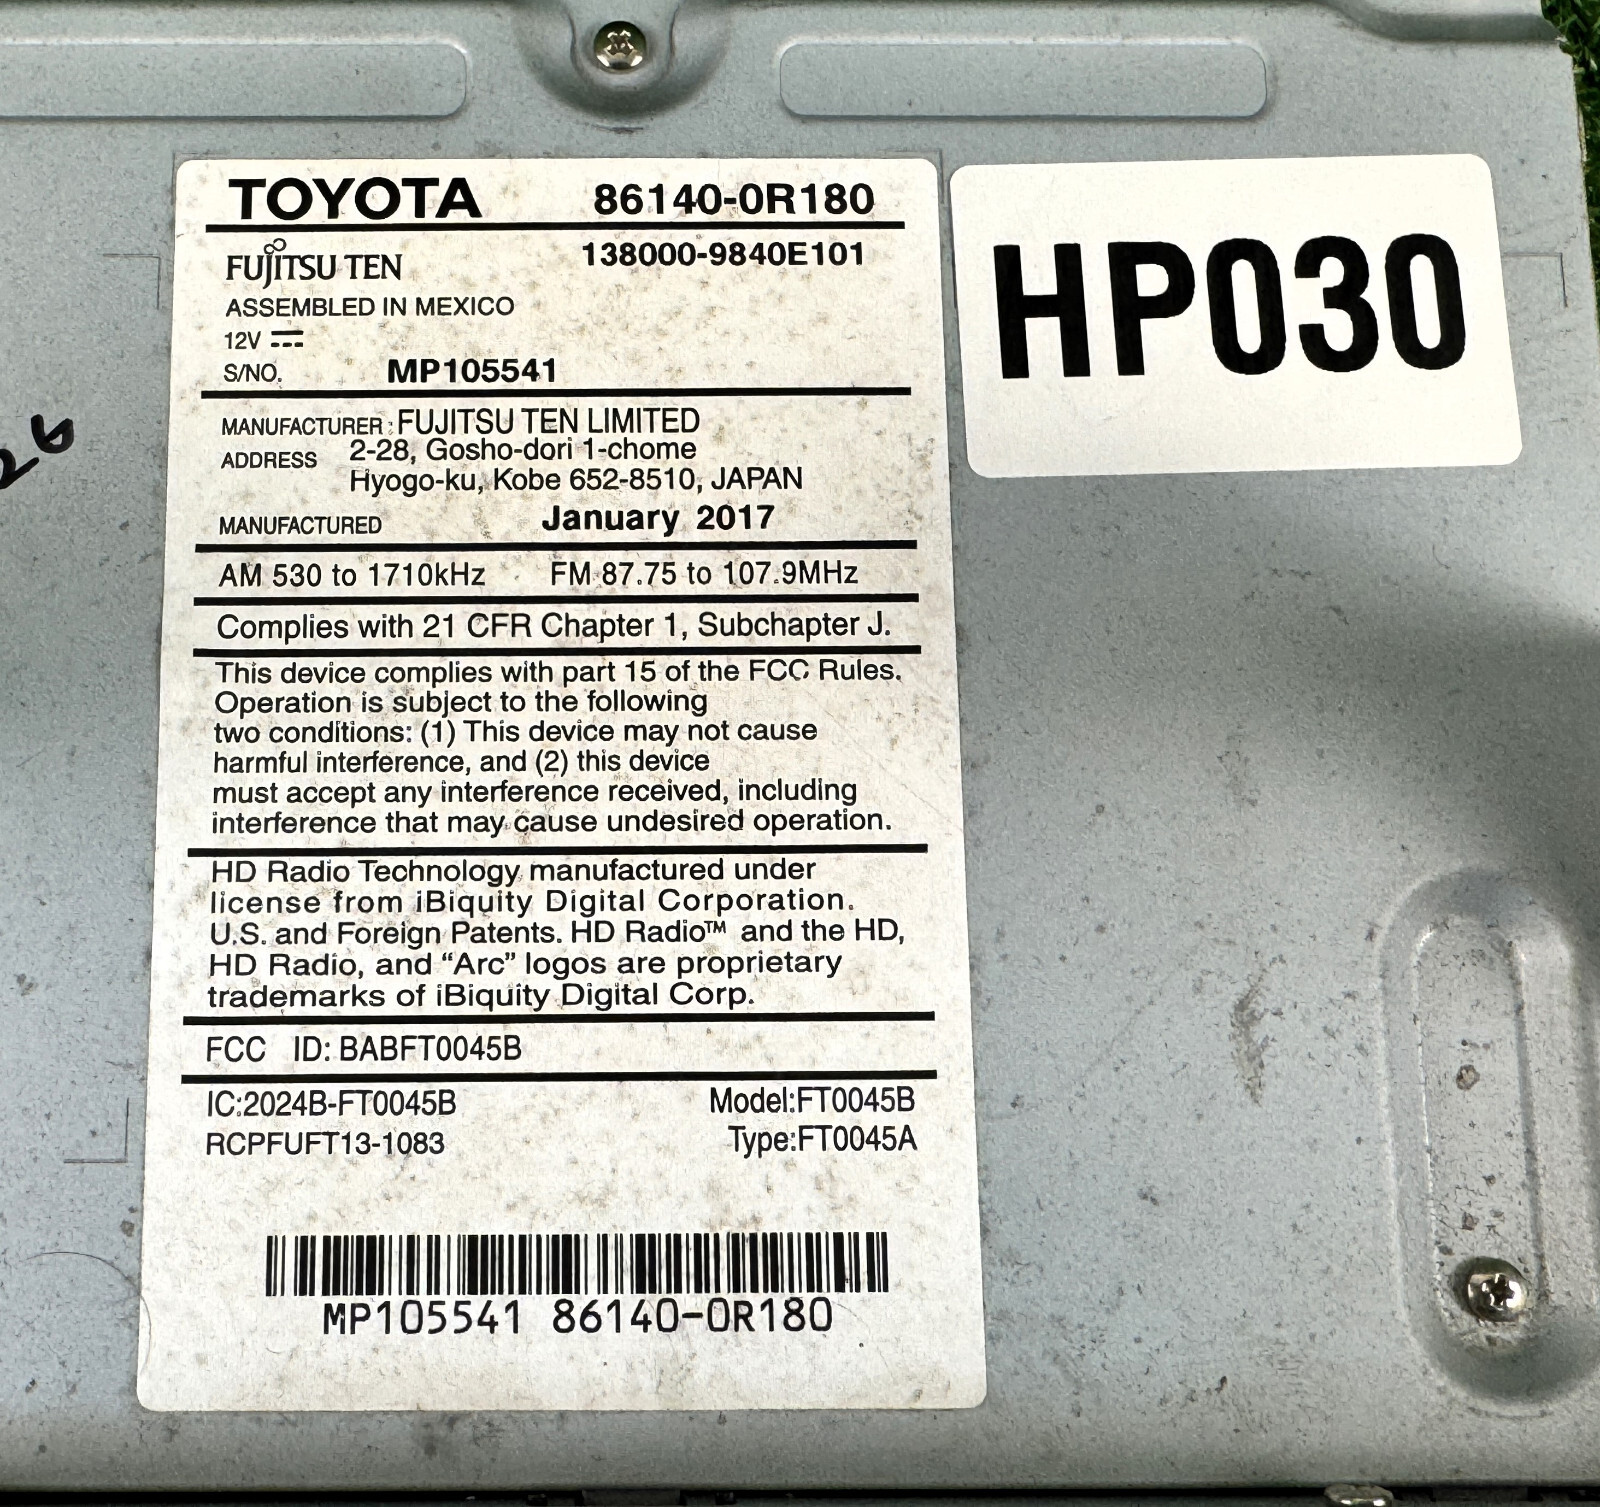 TOYOTA 86140-0R180
FUJITSU TEN 138000-9840E101
HP030
ASSEMBLED IN MEXICO
12V
S/NO. MP105541
MANUFACTURER : FUJITSU TEN LIMITED
ADDRESS 2-28, Gosho-dori 1-chome
Hyogo-ku, Kobe 652-8510, JAPAN
MANUFACTURED January 2017
AM 530 to 1710kHz FM 87.75 to 107.9MHz
Complies with 21 CFR Chapter 1, Subchapter J.
This device complies with part 15 of the FCC Rules.
Operation is subject to the following
two conditions: (1) This device may not cause
harmful interference, and (2) this device
must accept any interference received, including
interference that may cause undesired operation.
HD Radio Technology manufactured under
license from iBiquity Digital Corporation.
U.S. and Foreign Patents. HD Radio™ and the HD,
HD Radio, and “Arc” logos are proprietary
trademarks of iBiquity Digital Corp.
FCC ID: BABFT0045B
IC:2024B-FT0045B Model:FT0045B
RCPFUFT13-1083 Type:FT0045A
MP105541 86140-0R180
26